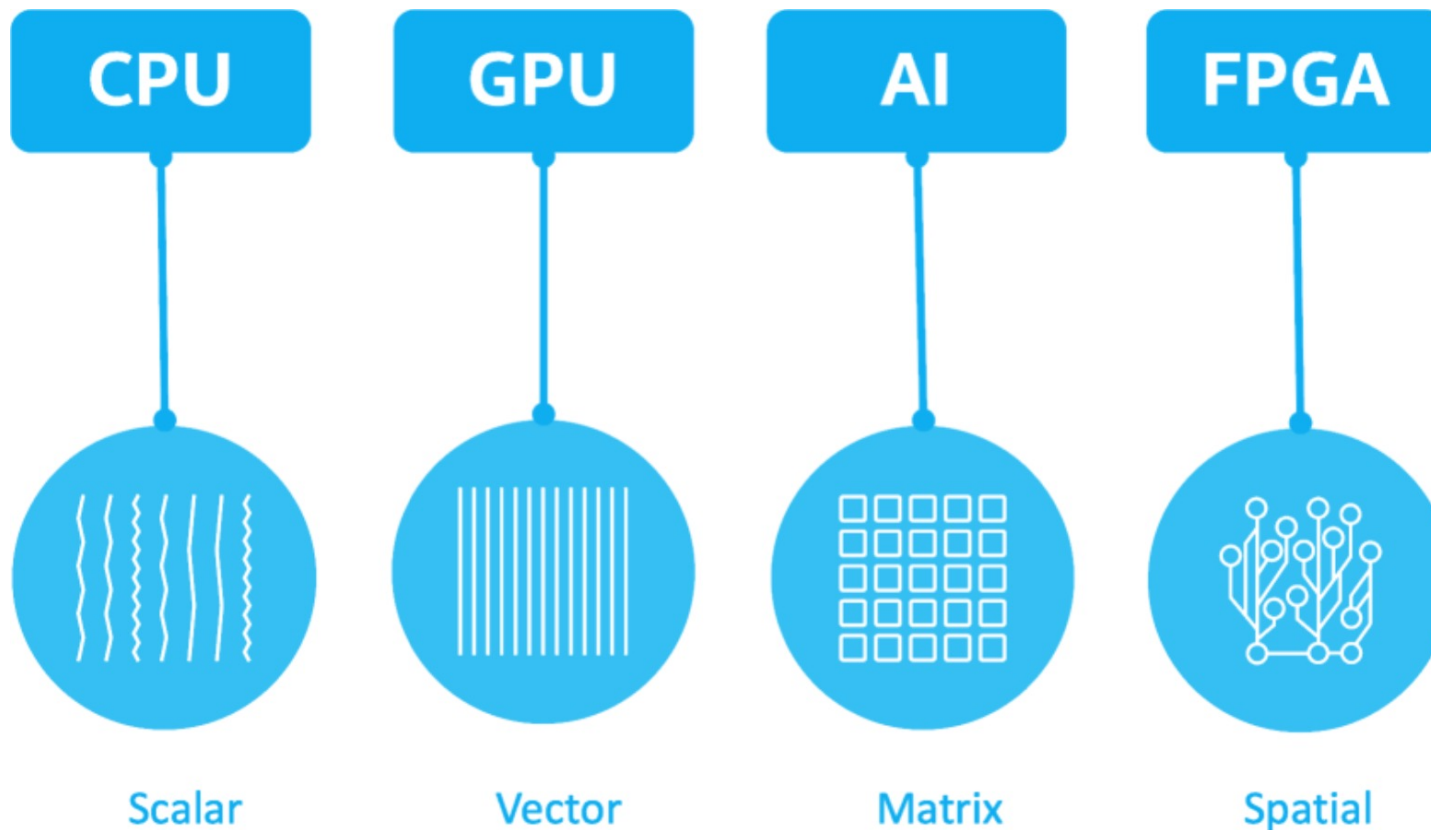 CPU
GPU
AI
FPGA
Scalar
Vector
Matrix
Spatial